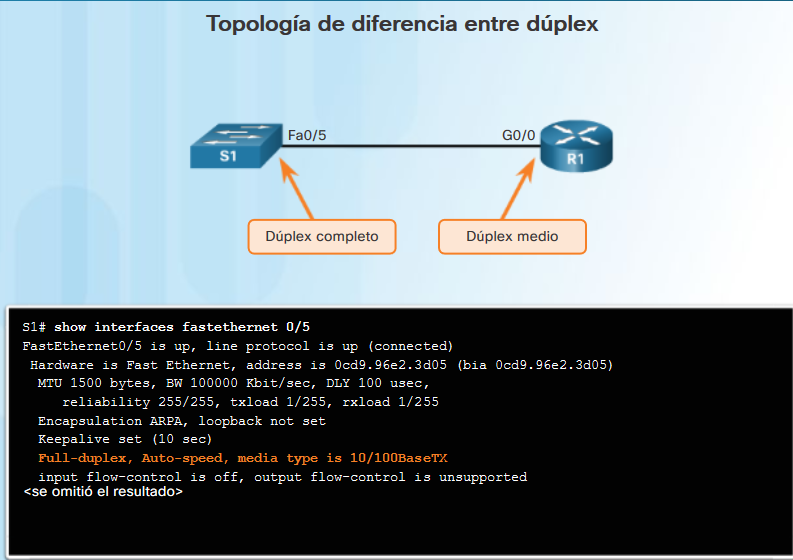 Topología de diferencia entre dúplex
Fa0/5
G0/0
S1
R1
Dúplex completo
Dúplex medio
S1# show interfaces fastethernet 0/5
FastEthernet0/5 is up, line protocol is up (connected)
Hardware is Fast Ethernet, address is 0cd9.96e2.3d05 (bia 0cd9.96e2.3d05)
MTU 1500 bytes, BW 100000 Kbit/sec, DLY 100 usec,
reliability 255/255, txload 1/255, rxload 1/255
Encapsulation ARPA, loopback not set
Keepalive set (10 sec)
Full-duplex, Auto-speed, media type is 10/100BaseTX
input flow-control is off, output flow-control is unsupported
<se omitió el resultado>